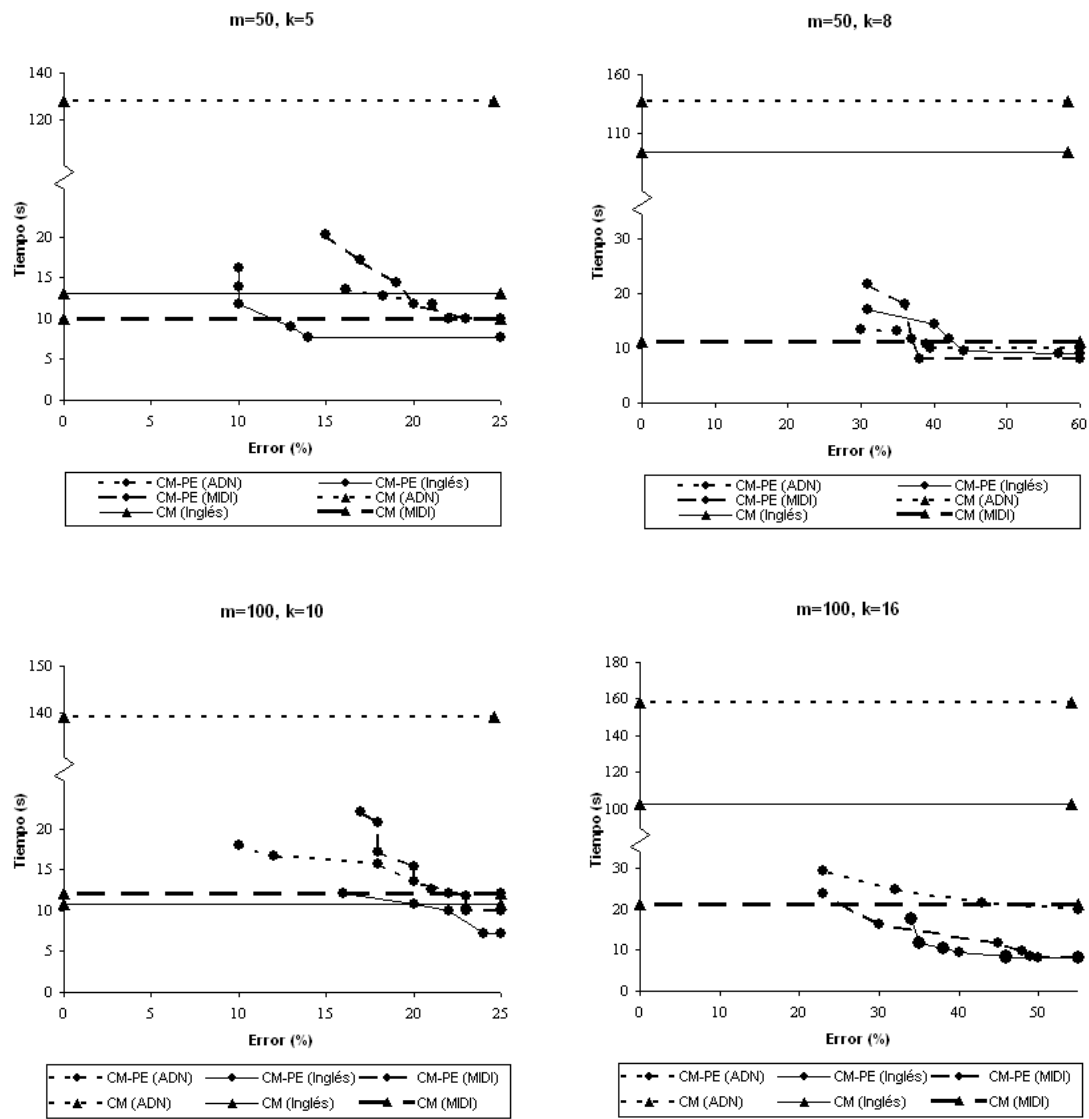 m=50, k=5
140
120
Tiempo (s)
20
15
10
5
0
0 5 10 15 20 25
Error (%)
CM-PE (ADN) CM-PE (Inglés)
CM-PE (MIDI) CM (ADN)
CM (Inglés) CM (MIDI)
m=50, k=8
160
110
Tiempo (s)
30
20
10
0
0 10 20 30 40 50 60
Error (%)
CM-PE (ADN) CM-PE (Inglés)
CM-PE (MIDI) CM (ADN)
CM (Inglés) CM (MIDI)
m=100, k=10
150
140
Tiempo (s)
20
15
10
5
0
0 5 10 15 20 25
Error (%)
CM-PE (ADN) CM-PE (Inglés) CM-PE (MIDI)
CM (ADN) CM (Inglés) CM (MIDI)
m=100, k=16
180
160
140
120
100
Tiempo (s)
30
20
10
0
0 10 20 30 40 50
Error (%)
CM-PE (ADN) CM-PE (Inglés) CM-PE (MIDI)
CM (ADN) CM (Inglés) CM (MIDI)